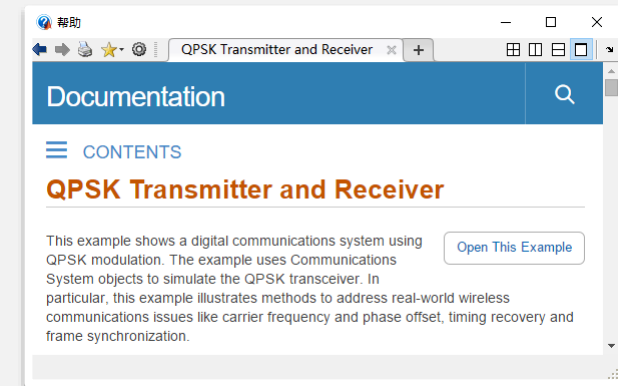 帮助
QPSK Transmitter and Receiver
Documentation
CONTENTS
QPSK Transmitter and Receiver
This example shows a digital communications system using
QPSK modulation. The example uses Communications
System objects to simulate the QPSK transceiver. In
particular, this example illustrates methods to address real-world wireless
communications issues like carrier frequency and phase offset, timing recovery and
frame synchronization.
Open This Example